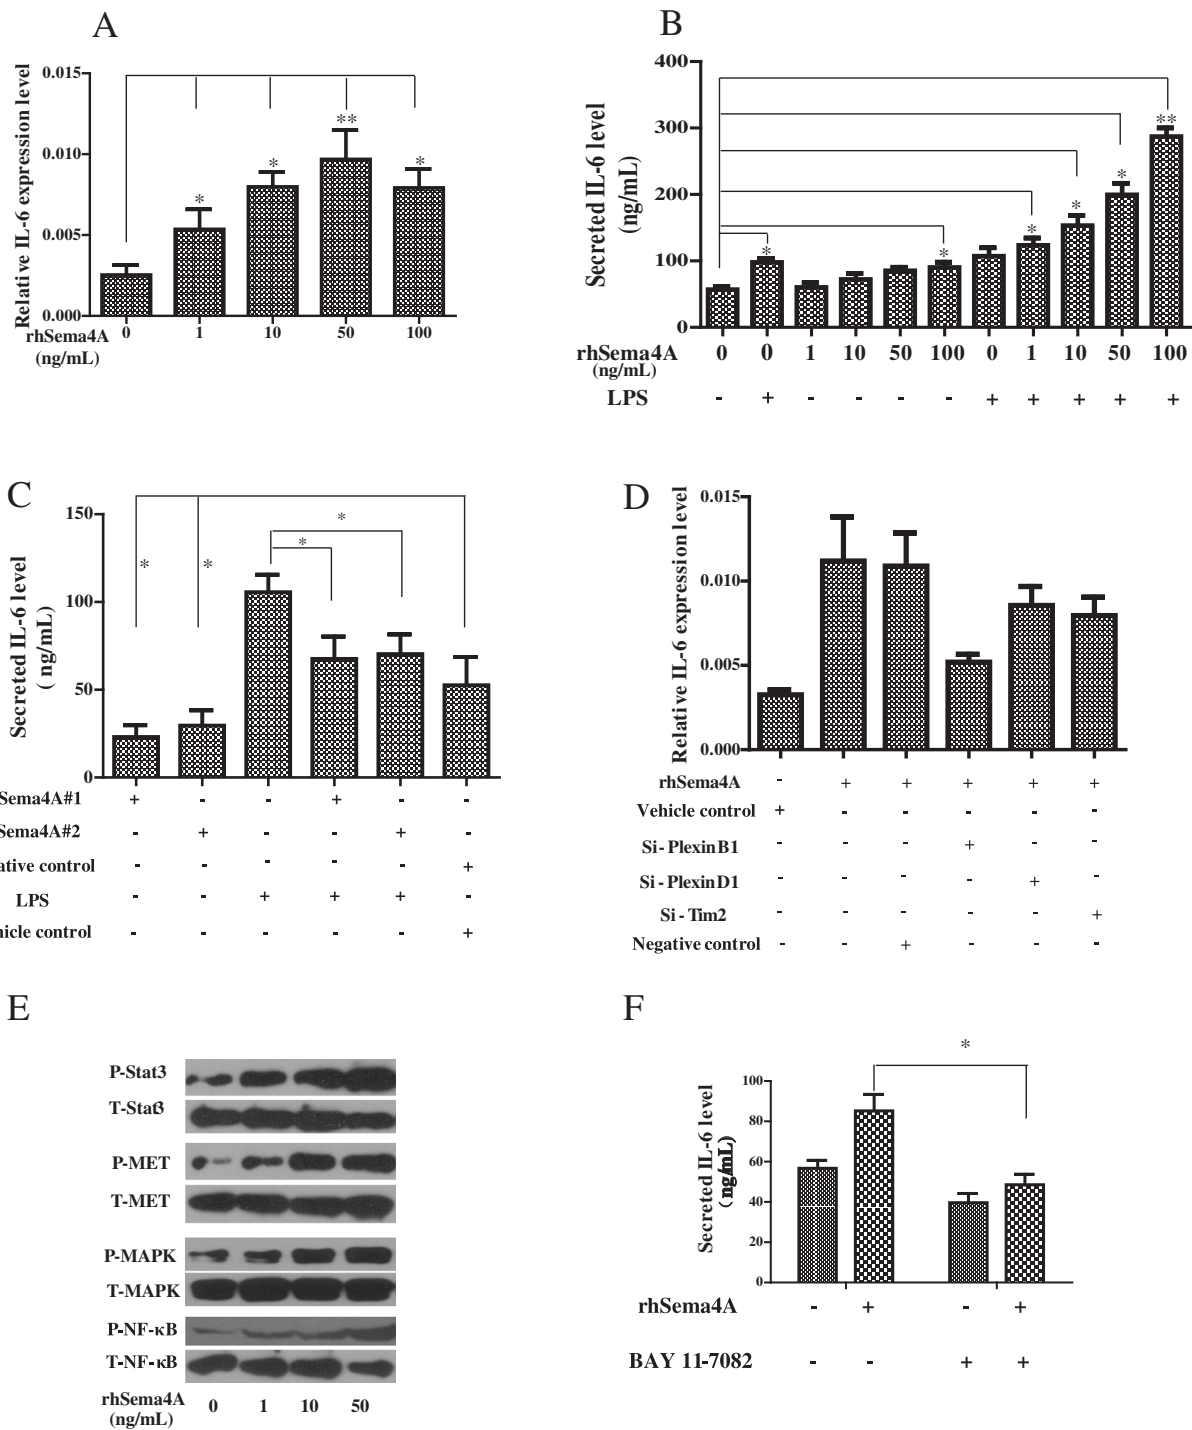 A
Relative IL-6 expression level
0.015
0.010
0.005
0.000
* * ** *
rhSema4A 0 1 10 50 100
(ng/mL)
B
Secreted IL-6 level
(ng/mL)
400
300
200
100
0
* * * * * **
rhSema4A 0 0 1 10 50 100 0 1 10 50 100
(ng/mL)
LPS - + - - - - + + + + +
C
Secreted IL-6 level
( ng/mL)
150
100
50
0
* * * *
Sema4A#1 + - - + - -
Sema4A#2 - + - - + -
ative control - - - - - +
LPS - - + + + -
nicle control - - - - - +
D
Relative IL-6 expression level
0.015
0.010
0.005
0.000
rhSema4A - + + + + +
Vehicle control + - - - - -
Si-PlexinB1 - - - + - -
Si-PlexinD1 - - - - + -
Si-Tim2 - - - - - +
Negative control - - + - - -
E
P-Stat3
T-Stat3
P-MET
T-MET
P-MAPK
T-MAPK
P-NF-κB
T-NF-κB
rhSema4A 0 1 10 50
(ng/mL)
F
Secreted IL-6 level
(ng/mL)
100
80
60
40
20
0
*
rhSema4A - + - +
BAY 11-7082 - - + +